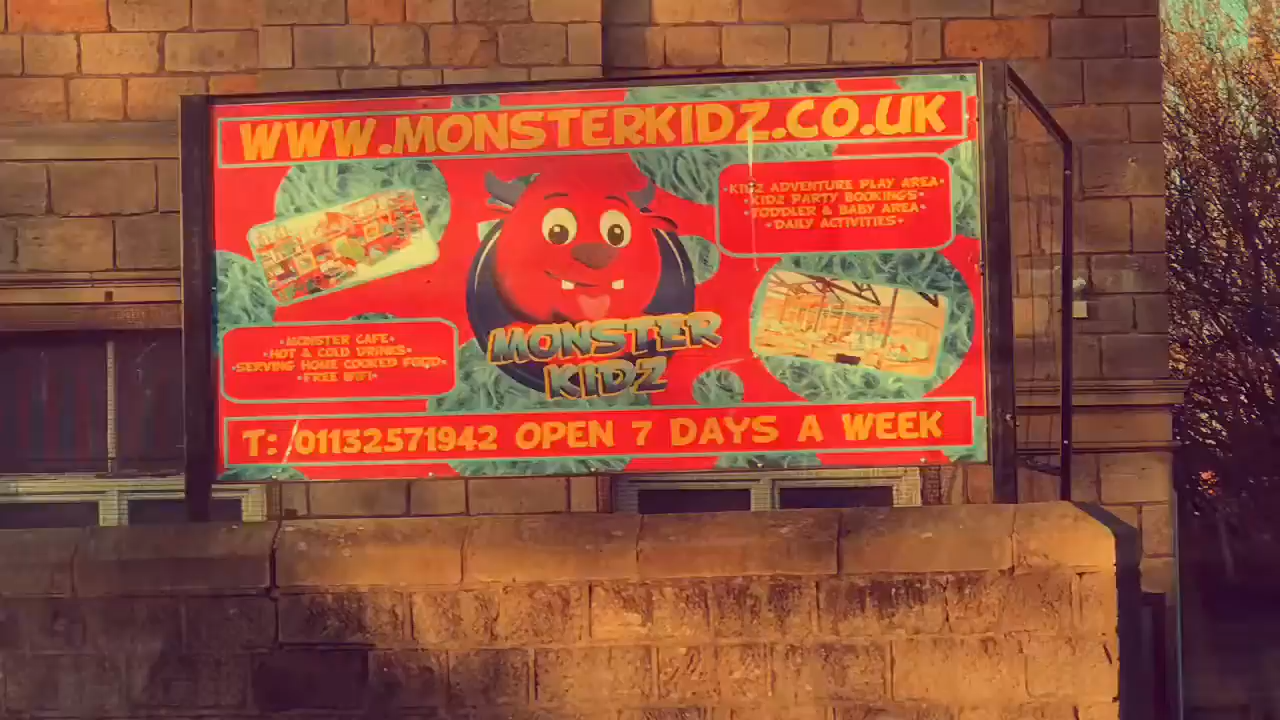 WWW.MONSTERKIDZ.CO.UK
•KIDZ ADVENTURE PLAY AREA•
•KIDZ PARTY BOOKINGS•
•TODDLER & BABY AREA•
•DAILY ACTIVITIES•
MONSTER
KIDZ
•MONSTER CAFE•
•HOT & COLD DRINKS•
•SERVING HOME COOKED FOOD•
•FREE WIFI•
T: 01132571942 OPEN 7 DAYS A WEEK